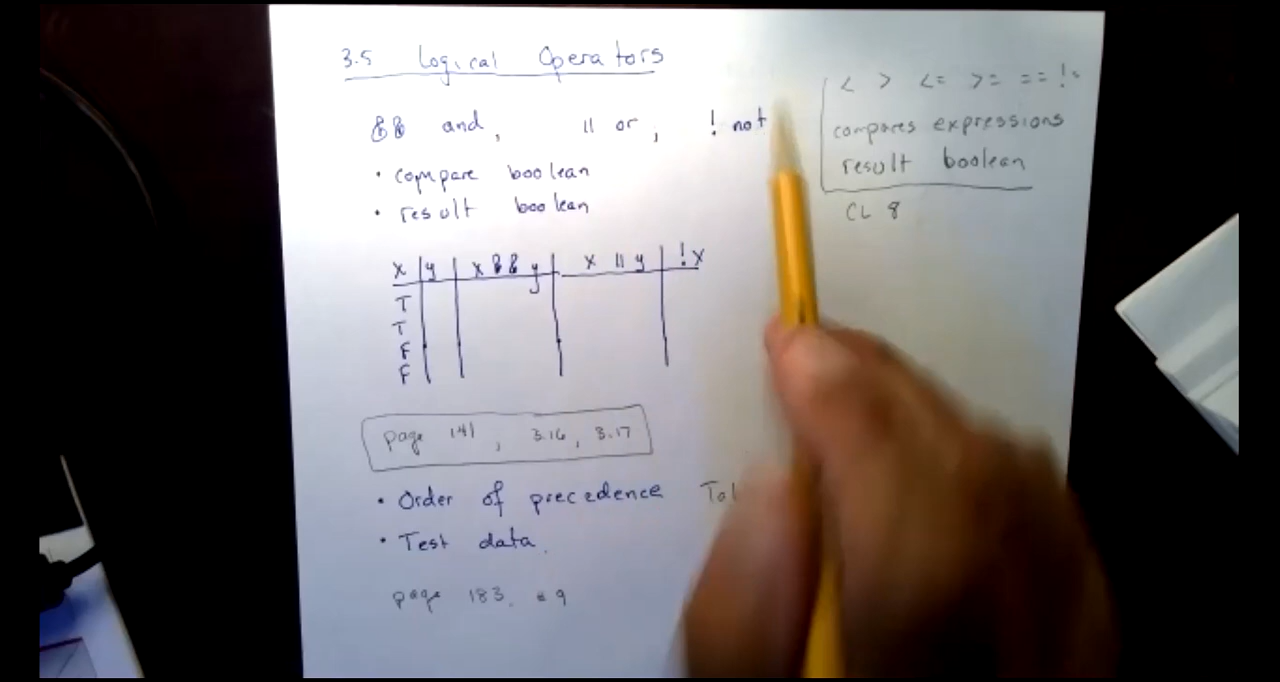 3.5 Logical Operators
&& and, || or, ! not
• compare boolean
• result boolean
x y x && y x || y !x
T
T
F
F
page 141, 3.16, 3.17
• Order of precedence
• Test data.
page 183.
< > <= >= == !=
compares expressions
result boolean
CL 8